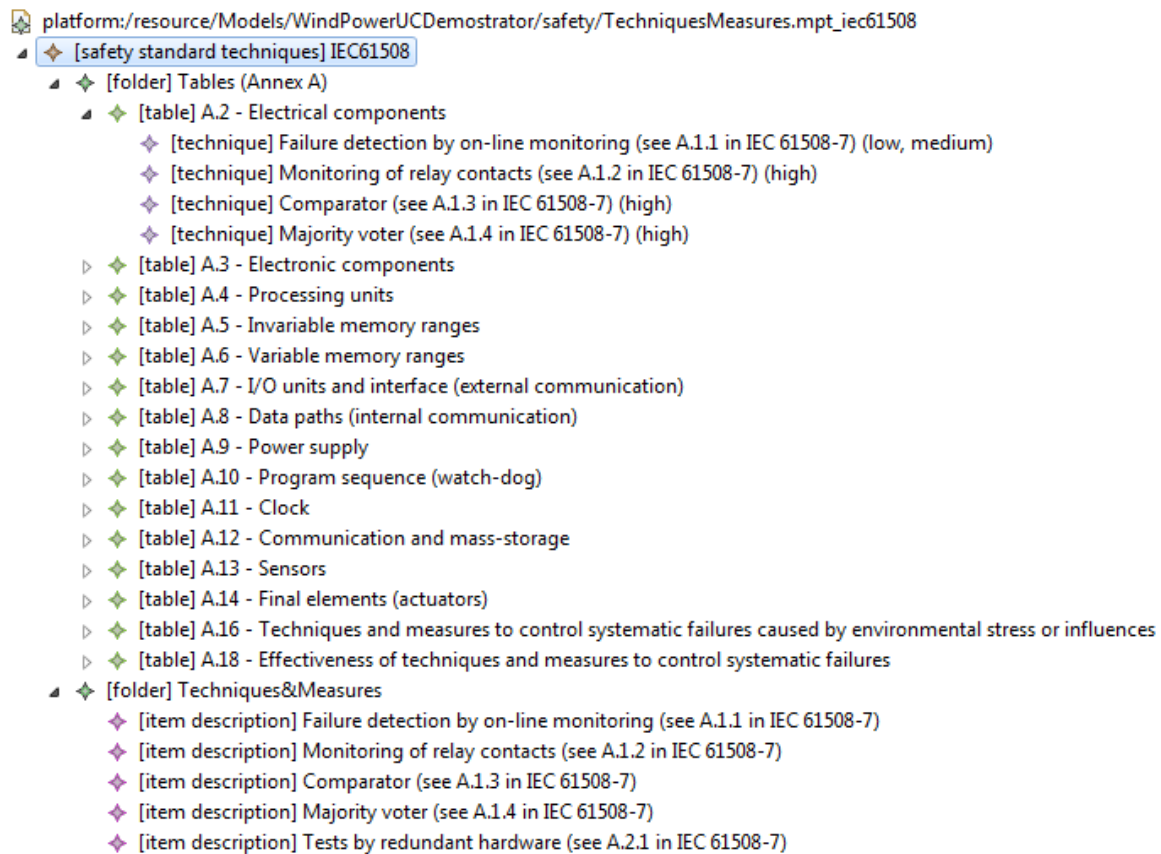 platform:/resource/Models/WindPowerUCDemostrator/safety/TechniquesMeasures.mpt_iec61508
[safety standard techniques] IEC61508
[folder] Tables (Annex A)
[table] A.2 - Electrical components
[technique] Failure detection by on-line monitoring (see A.1.1 in IEC 61508-7) (low, medium)
[technique] Monitoring of relay contacts (see A.1.2 in IEC 61508-7) (high)
[technique] Comparator (see A.1.3 in IEC 61508-7) (high)
[technique] Majority voter (see A.1.4 in IEC 61508-7) (high)
[table] A.3 - Electronic components
[table] A.4 - Processing units
[table] A.5 - Invariable memory ranges
[table] A.6 - Variable memory ranges
[table] A.7 - I/O units and interface (external communication)
[table] A.8 - Data paths (internal communication)
[table] A.9 - Power supply
[table] A.10 - Program sequence (watch-dog)
[table] A.11 - Clock
[table] A.12 - Communication and mass-storage
[table] A.13 - Sensors
[table] A.14 - Final elements (actuators)
[table] A.16 - Techniques and measures to control systematic failures caused by environmental stress or influences
[table] A.18 - Effectiveness of techniques and measures to control systematic failures
[folder] Techniques&Measures
[item description] Failure detection by on-line monitoring (see A.1.1 in IEC 61508-7)
[item description] Monitoring of relay contacts (see A.1.2 in IEC 61508-7)
[item description] Comparator (see A.1.3 in IEC 61508-7)
[item description] Majority voter (see A.1.4 in IEC 61508-7)
[item description] Tests by redundant hardware (see A.2.1 in IEC 61508-7)